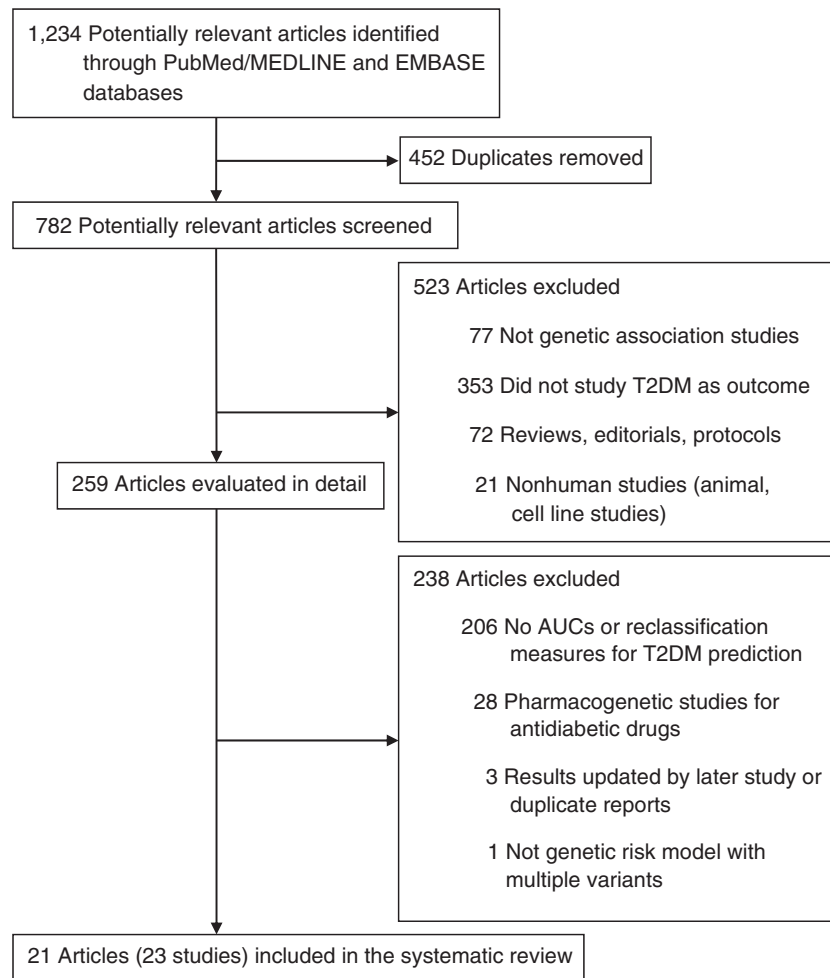 1,234 Potentially relevant articles identified
through PubMed/MEDLINE and EMBASE
databases
452 Duplicates removed
782 Potentially relevant articles screened
523 Articles excluded
77 Not genetic association studies
353 Did not study T2DM as outcome
72 Reviews, editorials, protocols
21 Nonhuman studies (animal,
cell line studies)
259 Articles evaluated in detail
238 Articles excluded
206 No AUCs or reclassification
measures for T2DM prediction
28 Pharmacogenetic studies for
antidiabetic drugs
3 Results updated by later study or
duplicate reports
1 Not genetic risk model with
multiple variants
21 Articles (23 studies) included in the systematic review